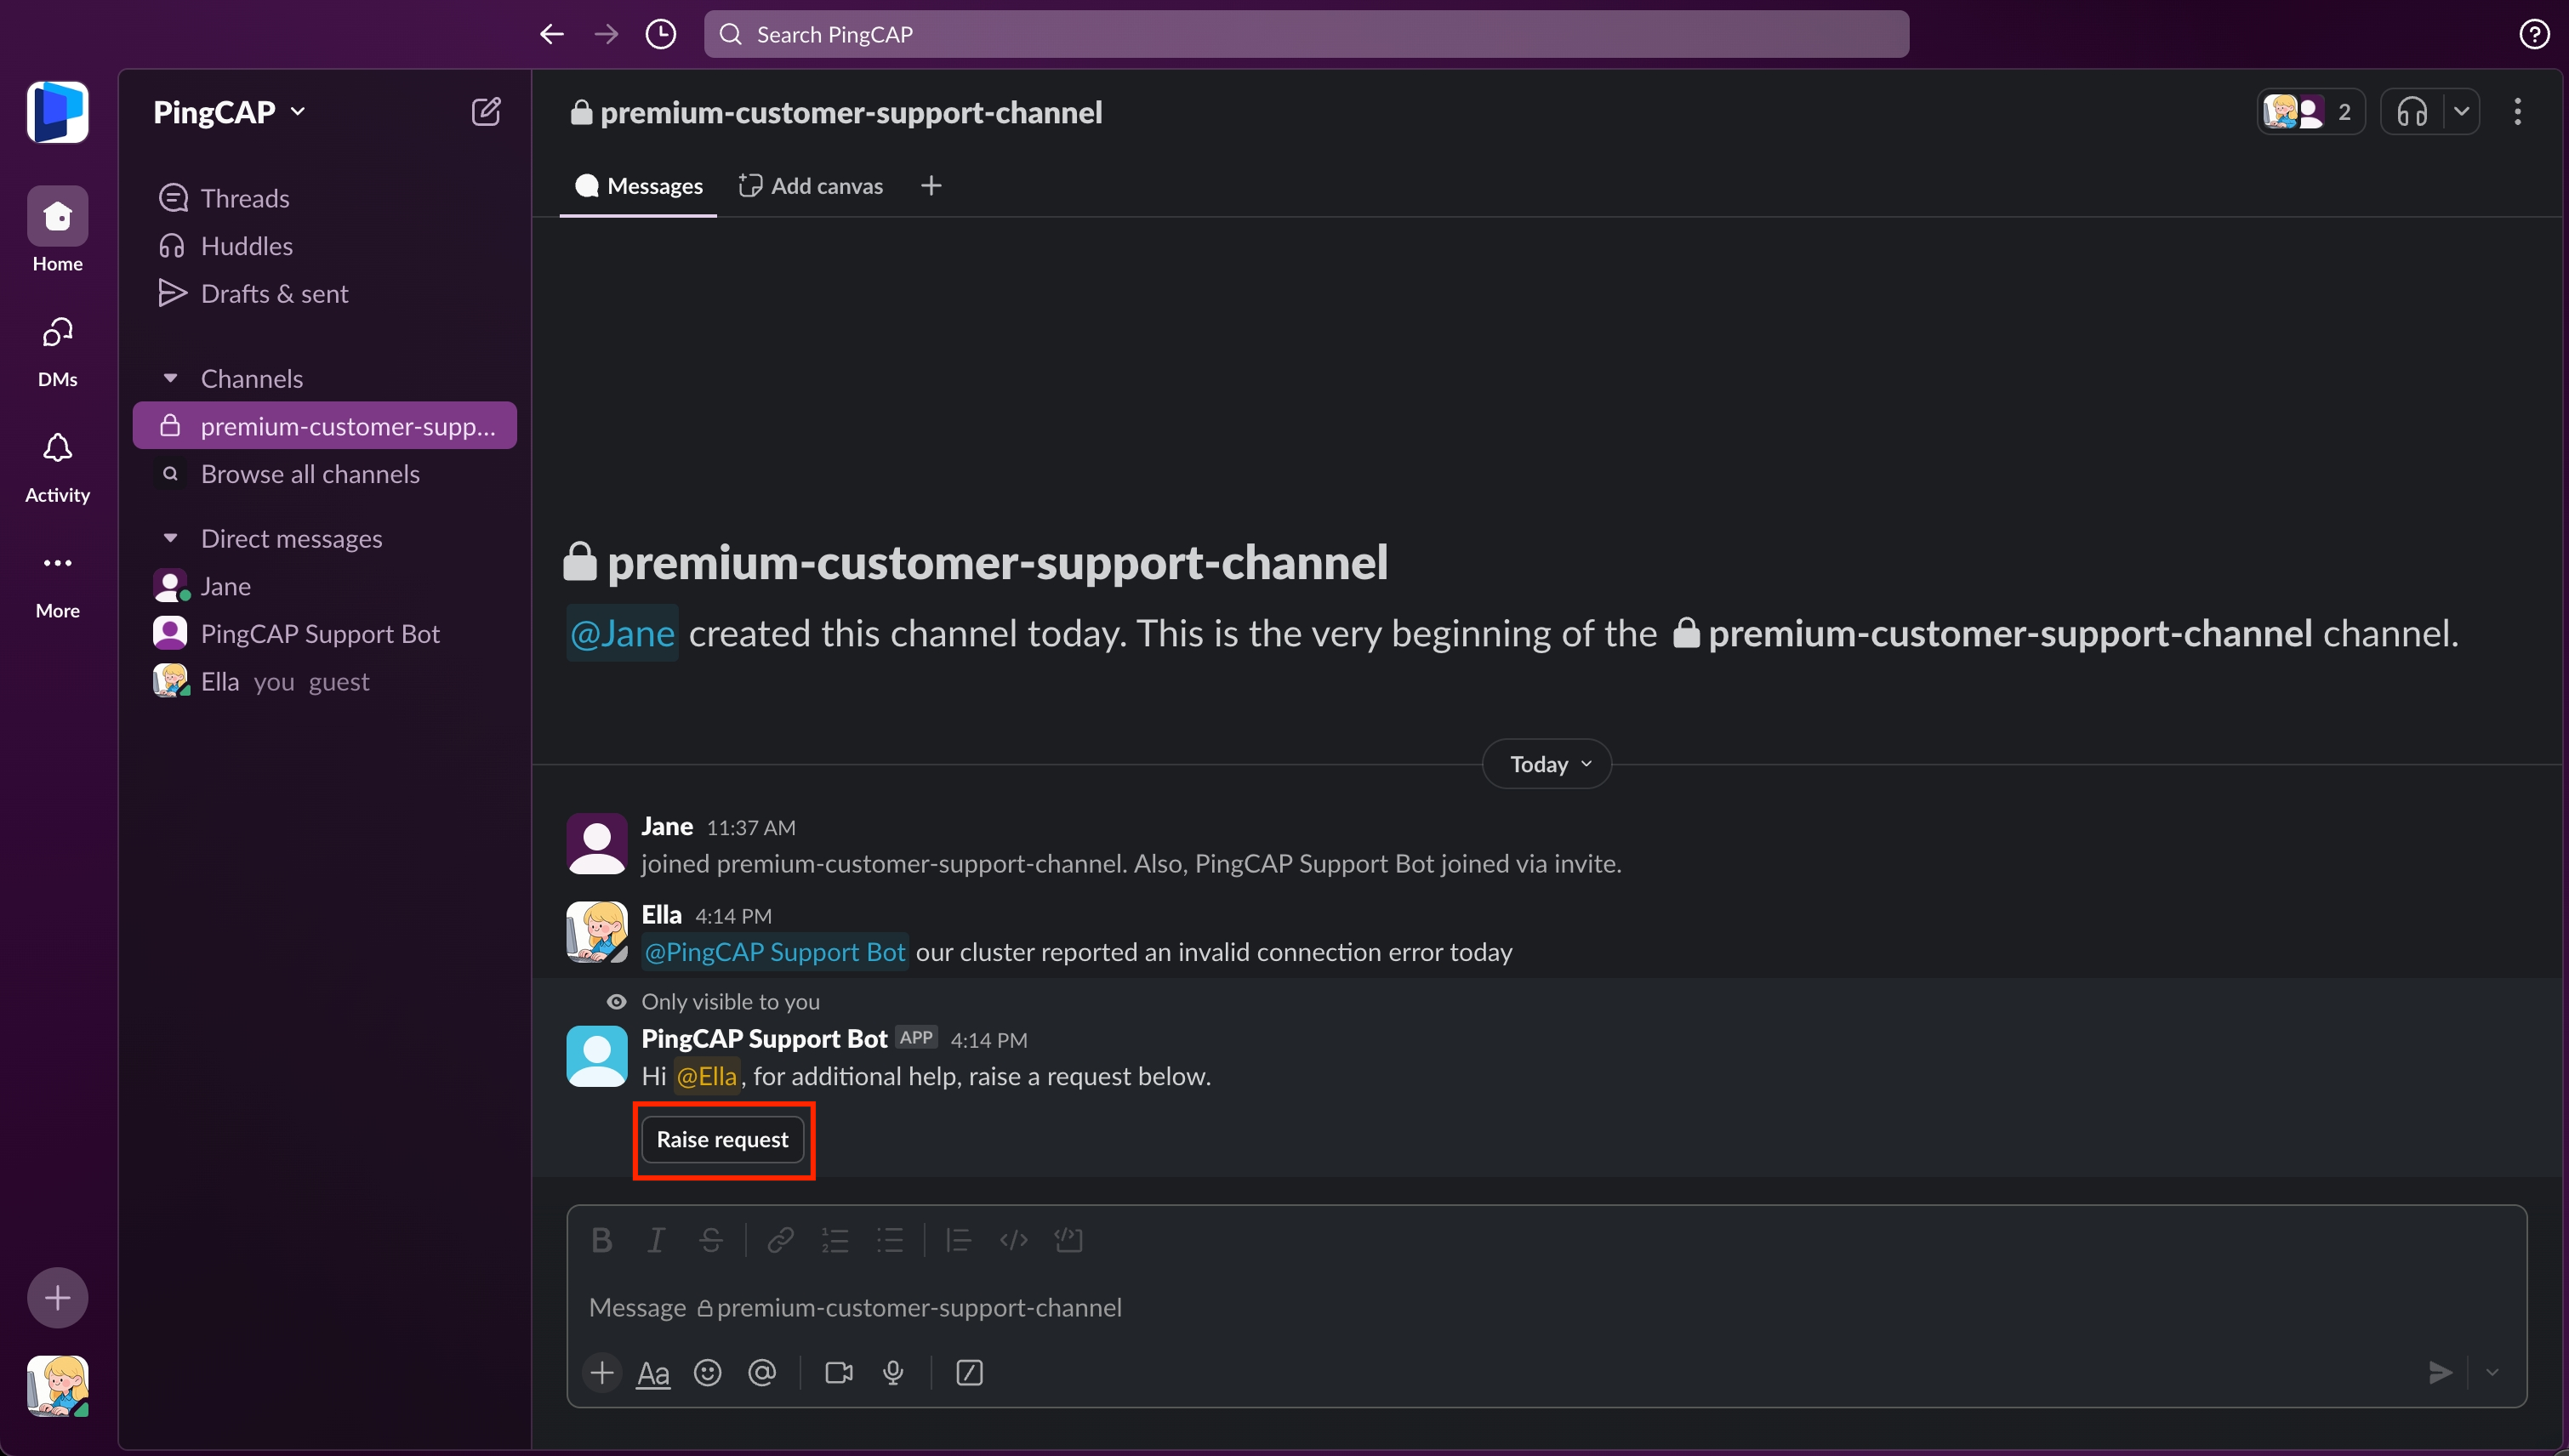 Search PingCAP
PingCAP
Home
DMs
Activity
More
Threads
Huddles
Drafts & sent
Channels
premium-customer-supp...
Browse all channels
Direct messages
Jane
PingCAP Support Bot
Ella you guest
premium-customer-support-channel
2
Messages
Add canvas
premium-customer-support-channel
@Jane created this channel today. This is the very beginning of the premium-customer-support-channel channel.
Today
Jane 11:37 AM
joined premium-customer-support-channel. Also, PingCAP Support Bot joined via invite.
Ella 4:14 PM
@PingCAP Support Bot our cluster reported an invalid connection error today
Only visible to you
PingCAP Support Bot APP 4:14 PM
Hi @Ella, for additional help, raise a request below.
Raise request
Message premium-customer-support-channel
Aa